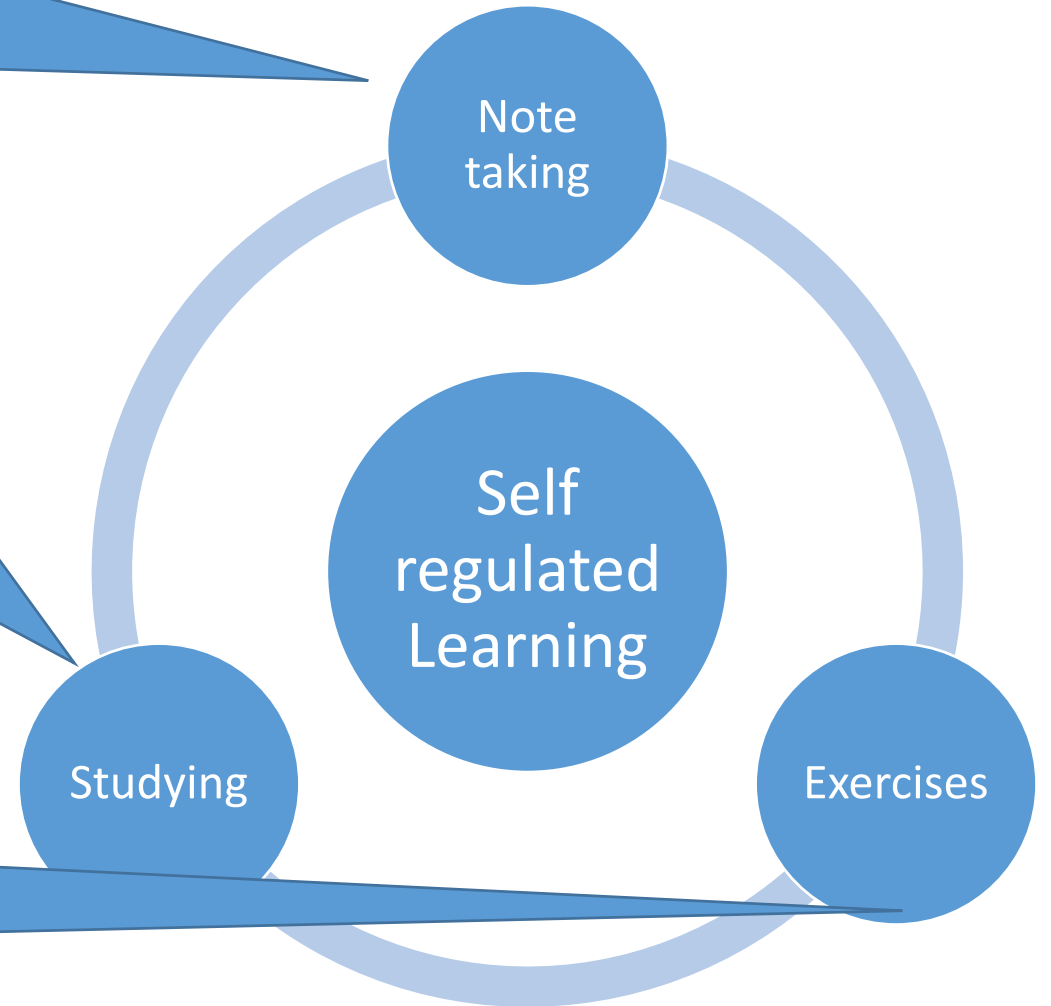 Note
taking
Self
regulated
Learning
Studying
Exercises